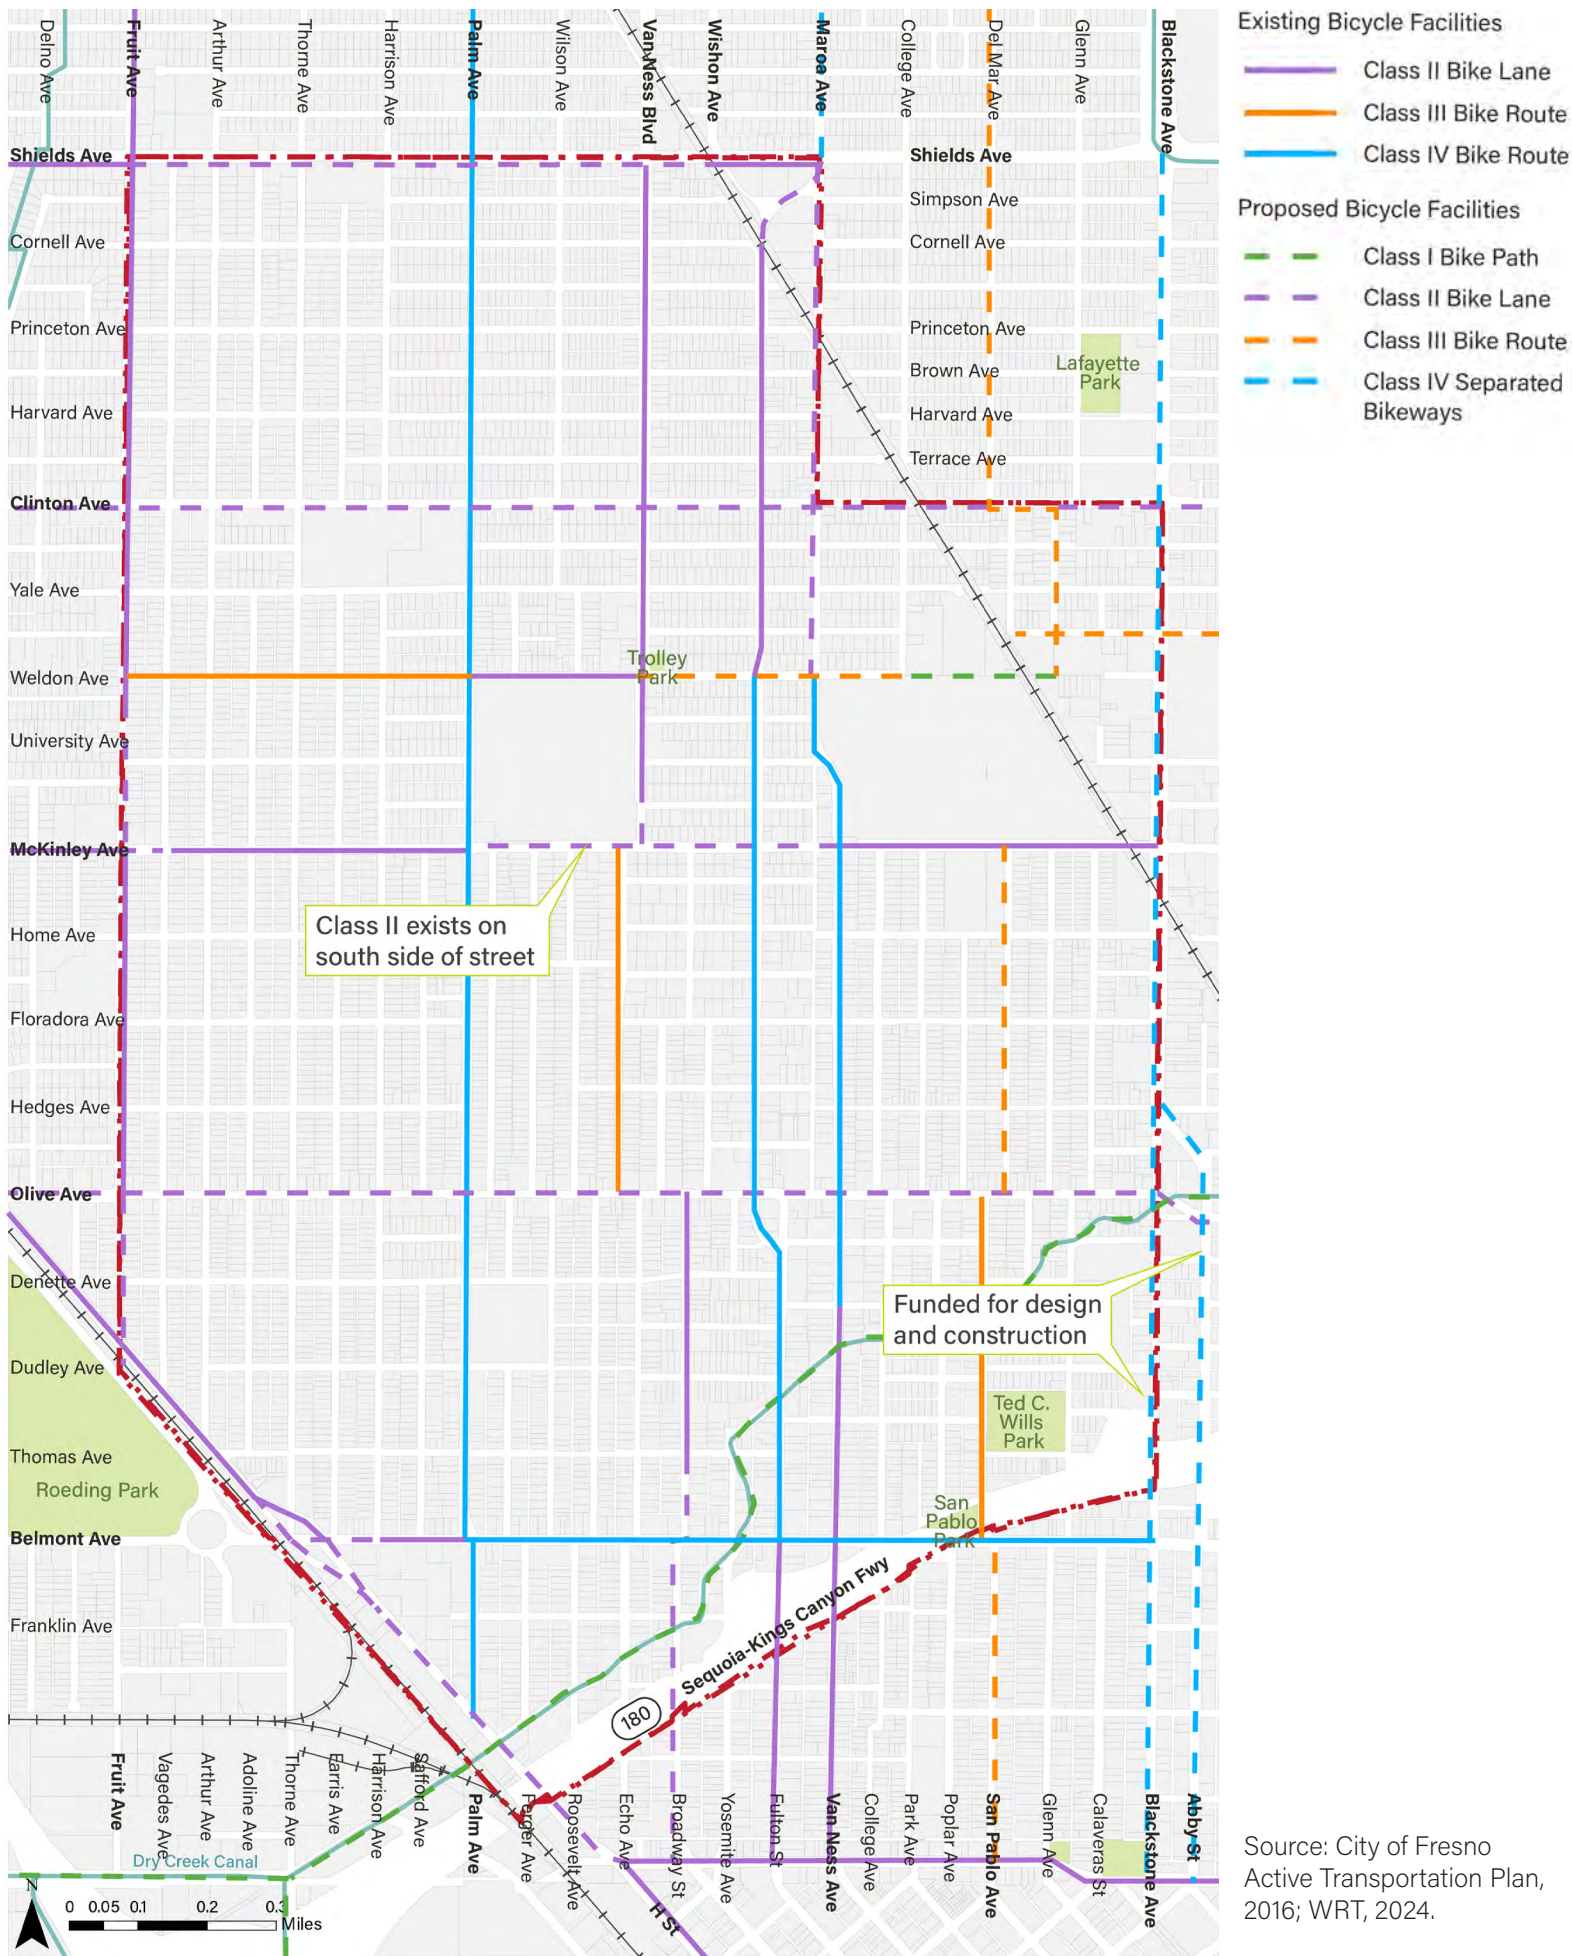 Delno Ave
Fruit Ave
Arthur Ave
Thorne Ave
Harrison Ave
Palm Ave
Wilson Ave
Van Ness Blvd
Wishon Ave
Maroa Ave
College Ave
Del Mar Ave
Glenn Ave
Blackstone Ave
Existing Bicycle Facilities
Class II Bike Lane
Class III Bike Route
Class IV Bike Route
Proposed Bicycle Facilities
Class I Bike Path
Class II Bike Lane
Class III Bike Route
Class IV Separated
Bikeways
Shields Ave
Shields Ave
Simpson Ave
Cornell Ave
Cornell Ave
Princeton Ave
Princeton Ave
Brown Ave
Lafayette
Park
Harvard Ave
Harvard Ave
Terrace Ave
Clinton Ave
Yale Ave
Trolley
Park
Weldon Ave
University Ave
McKinley Ave
Class II exists on
south side of street
Home Ave
Floradora Ave
Hedges Ave
Olive Ave
Denette Ave
Funded for design
and construction
Dudley Ave
Ted C.
Wills
Park
Thomas Ave
Roeding Park
San
Pablo
Park
Belmont Ave
Sequoia-Kings Canyon Fwy
180
Franklin Ave
Fruit Ave
Vagedes Ave
Arthur Ave
Adoline Ave
Thorne Ave
Farris Ave
Harrison Ave
Safford Ave
Palm Ave
Ferger Ave
Roosevelt Ave
Echo Ave
Broadway St
Yosemite Ave
Fulton St
Van Ness Ave
College Ave
Park Ave
Poplar Ave
San Pablo Ave
Glenn Ave
Calaveras St
Blackstone Ave
Abby St
Dry Creek Canal
H St
N
0 0.05 0.1 0.2 0.3
Miles
Source: City of Fresno
Active Transportation Plan,
2016; WRT, 2024.